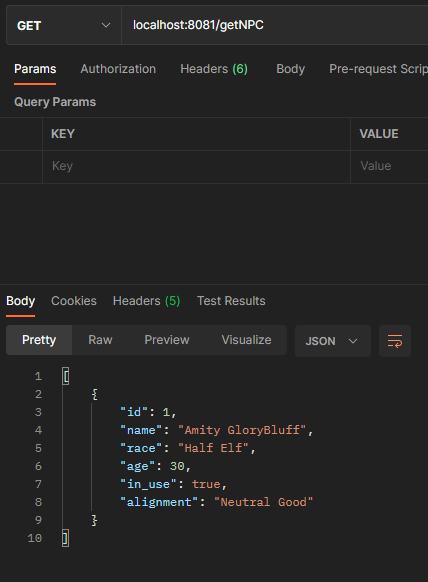 GET localhost:8081/getNPC
Params Authorization Headers (6) Body Pre-request Scrip
Query Params
KEY VALUE
Key Value
Body Cookies Headers (5) Test Results
Pretty Raw Preview Visualize JSON
1 [
2 {
3 "id": 1,
4 "name": "Amity GloryBluff",
5 "race": "Half Elf",
6 "age": 30,
7 "in_use": true,
8 "alignment": "Neutral Good"
9 }
10 ]